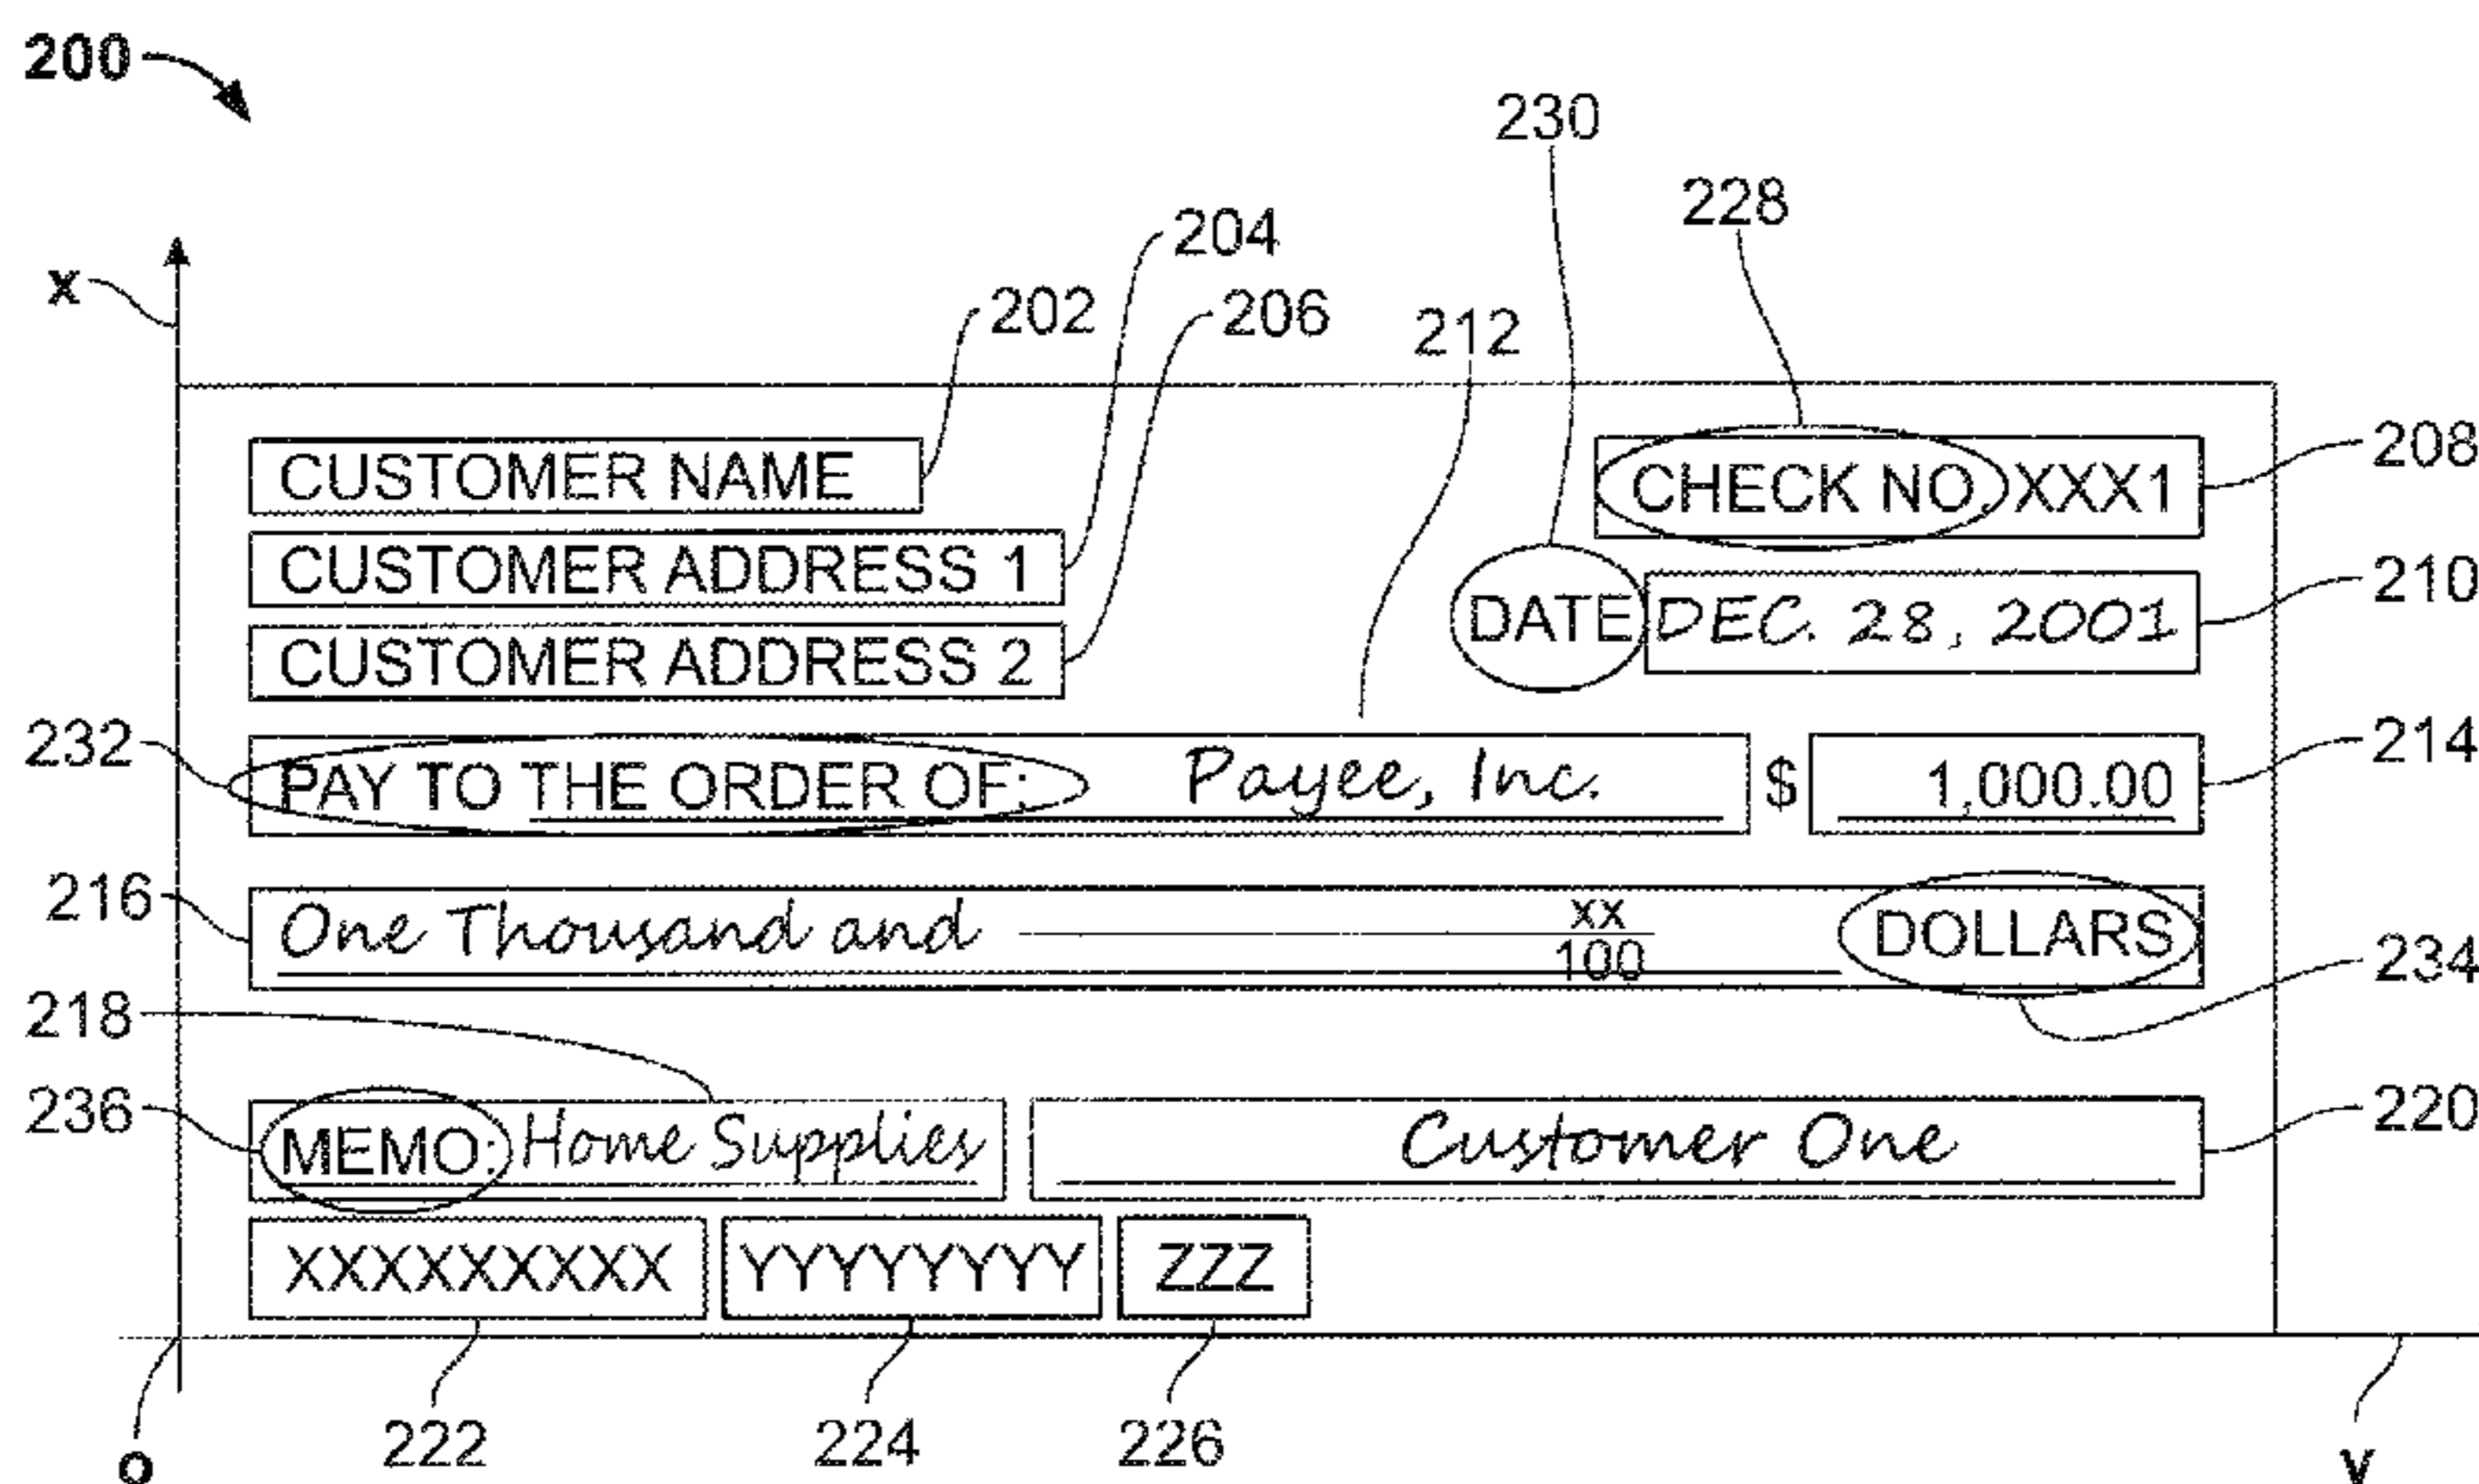 200
230
228
204
x
202
206
212
CUSTOMER NAME
CHECK NO. XXX1
208
CUSTOMER ADDRESS 1
DATE DEC. 28, 2001
210
CUSTOMER ADDRESS 2
232
PAY TO THE ORDER OF: Payee, Inc. $ 1,000.00
214
216
One Thousand and xx/100 DOLLARS
234
218
236
MEMO: Home Supplies
Customer One
220
XXXXXXXXX YYYYYYYY ZZZ
o
222
224
226
y